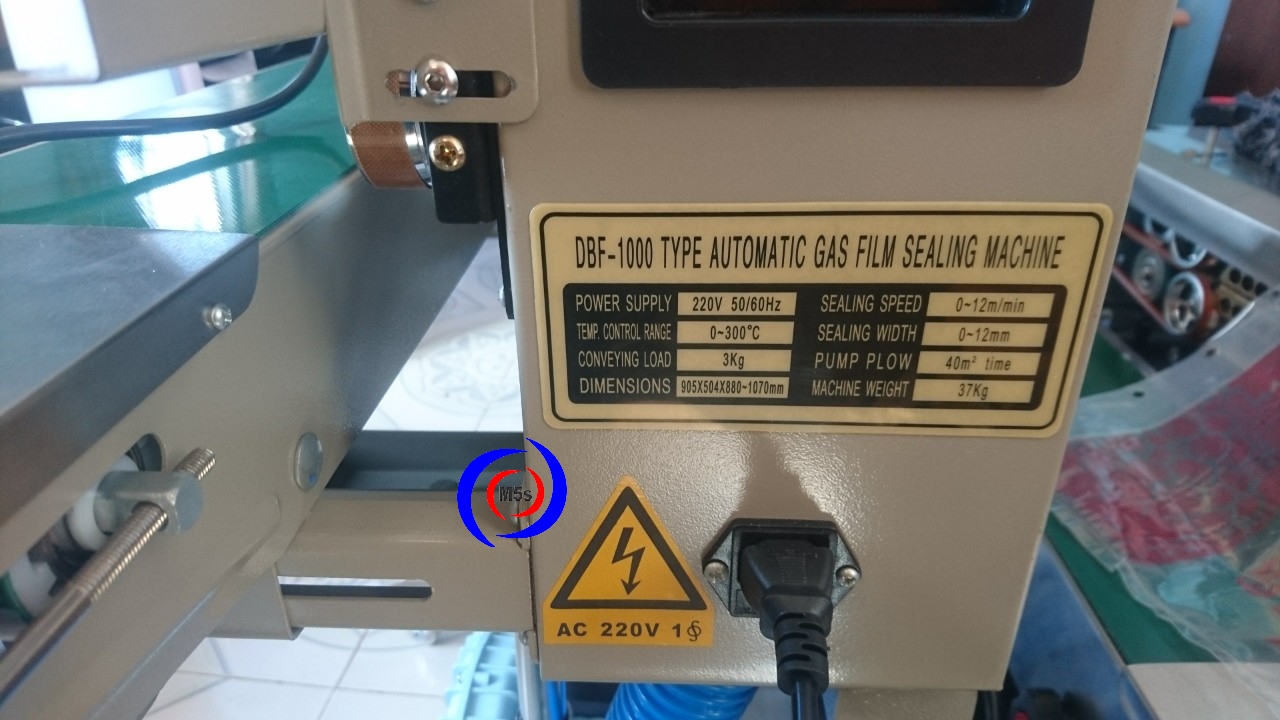 DBF-1000 TYPE AUTOMATIC GAS FILM SEALING MACHINE
POWER SUPPLY 220V 50/60Hz SEALING SPEED 0~12m/min
TEMP. CONTROL RANGE 0~300°C SEALING WIDTH 0~12mm
CONVEYING LOAD 3Kg PUMP PLOW 40m² time
DIMENSIONS 905X504X880~1070mm MACHINE WEIGHT 37Kg
M5s
AC 220V 1∮